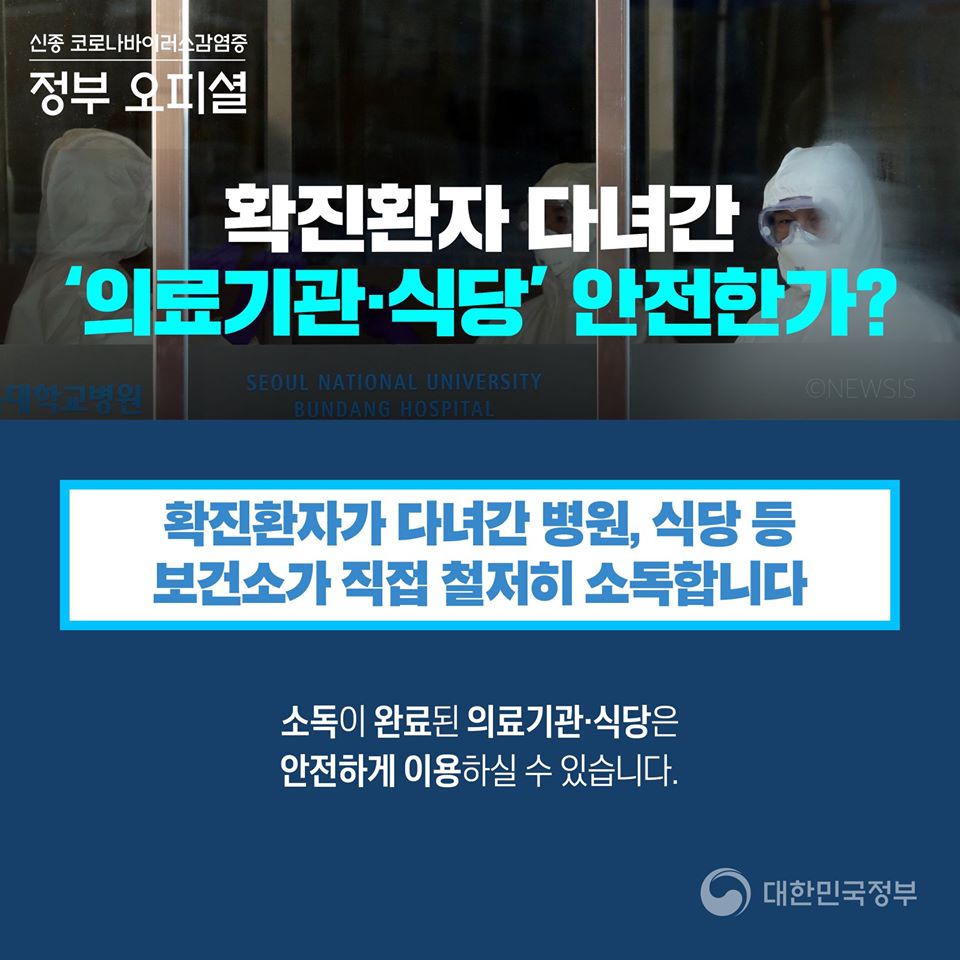 신종 코로나바이러스감염증
정부 오피셜
확진환자 다녀간
‘의료기관·식당’ 안전한가?
대학교병원
SEOUL NATIONAL UNIVERSITY
BUNDANG HOSPITAL
©NEWSIS
확진환자가 다녀간 병원, 식당 등
보건소가 직접 철저히 소독합니다
소독이 완료된 의료기관·식당은
안전하게 이용하실 수 있습니다.
대한민국정부